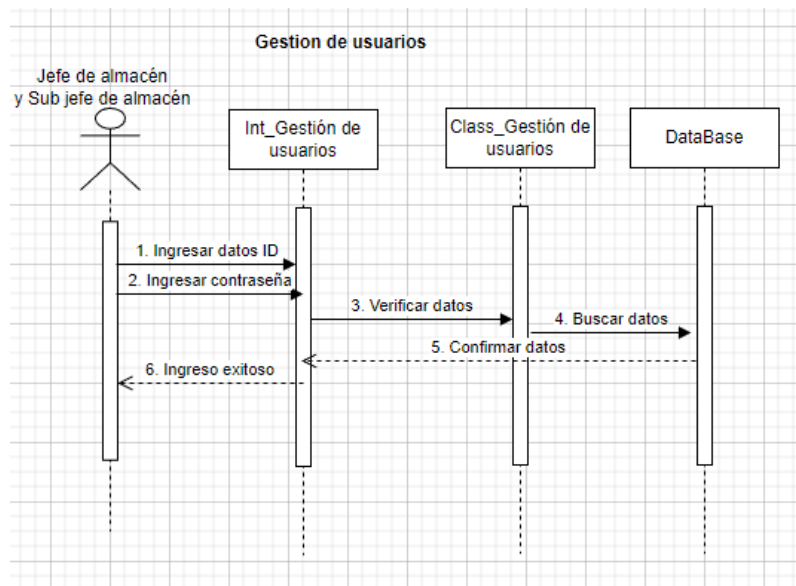 Gestion de usuarios
Jefe de almacén
y Sub jefe de almacén
Int_Gestión de
usuarios
Class_Gestión de
usuarios
DataBase
1. Ingresar datos ID
2. Ingresar contraseña
3. Verificar datos
4. Buscar datos
5. Confirmar datos
6. Ingreso exitoso